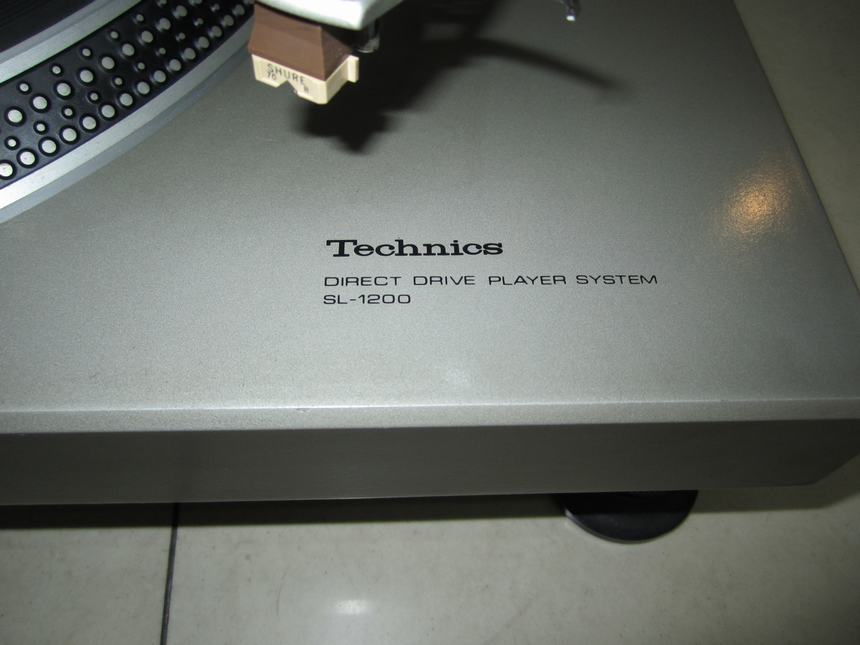 SHURE
Technics
DIRECT DRIVE PLAYER SYSTEM
SL-1200